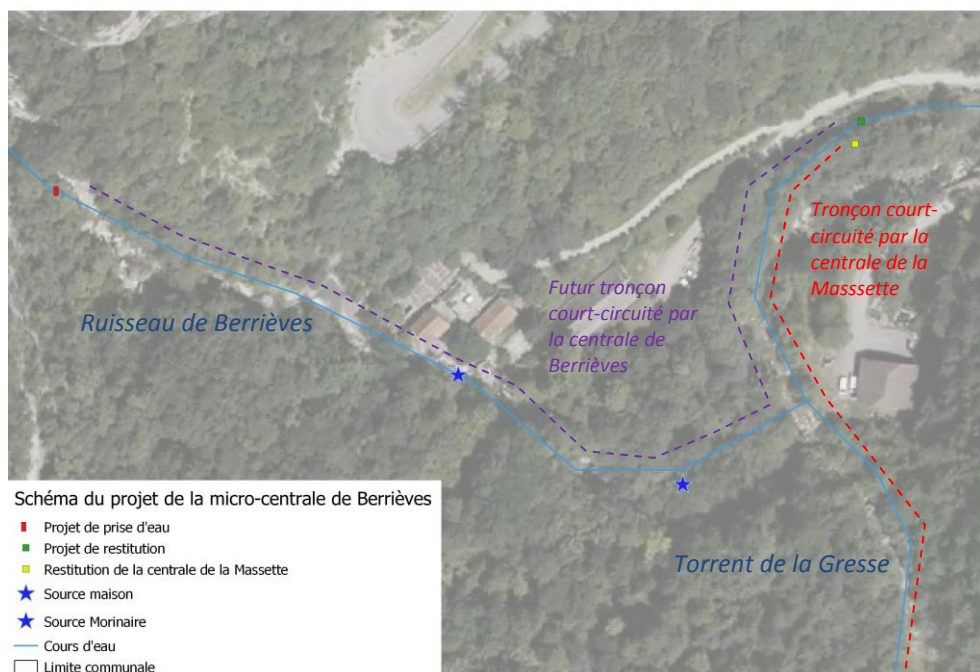 Ruisseau de Berrièves
Futur tronçon
court-circuité par
la centrale de
Berrièves
Tronçon court-
circuité par la
centrale de la
Masssette
Torrent de la Gresse
Schéma du projet de la micro-centrale de Berrièves
Projet de prise d'eau
Projet de restitution
Restitution de la centrale de la Massette
Source maison
Source Morinaire
Cours d'eau
Limite communale